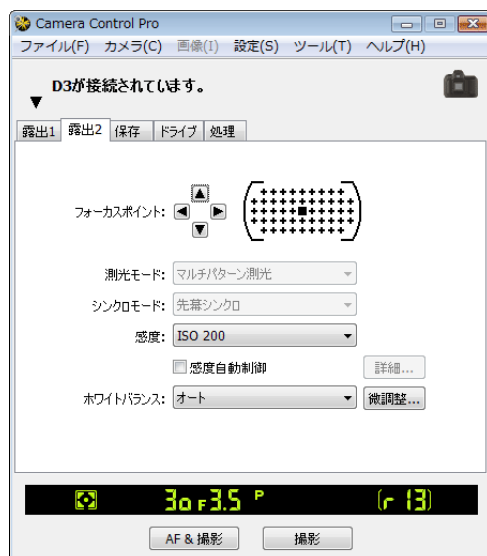 Camera Control Pro
ファイル(F) カメラ(C) 画像(I) 設定(S) ツール(T) ヘルプ(H)
D3が接続されています。
露出1 露出2 保存 ドライブ 処理
フォーカスポイント:
測光モード: マルチパターン測光
シンクロモード: 先幕シンクロ
感度: ISO 200
感度自動制御 詳細...
ホワイトバランス: オート 微調整...
30 F3.5 P (r 13)
AF & 撮影 撮影